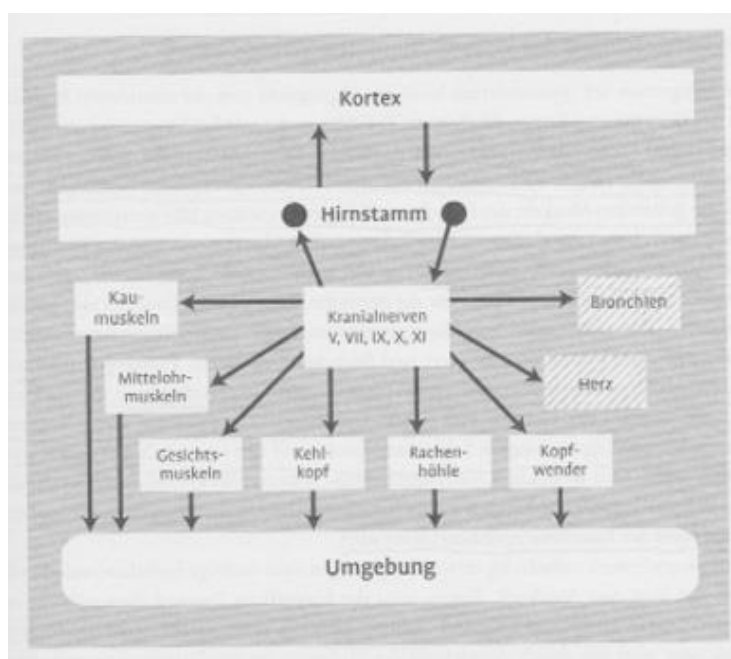 Kortex
Hirnstamm
Kau-
muskeln
Kranialnerven
V, VII, IX, X, XI
Bronchien
Mittelohr-
muskeln
Herz
Gesichts-
muskeln
Kehl-
kopf
Rachen-
höhle
Kopf-
wender
Umgebung